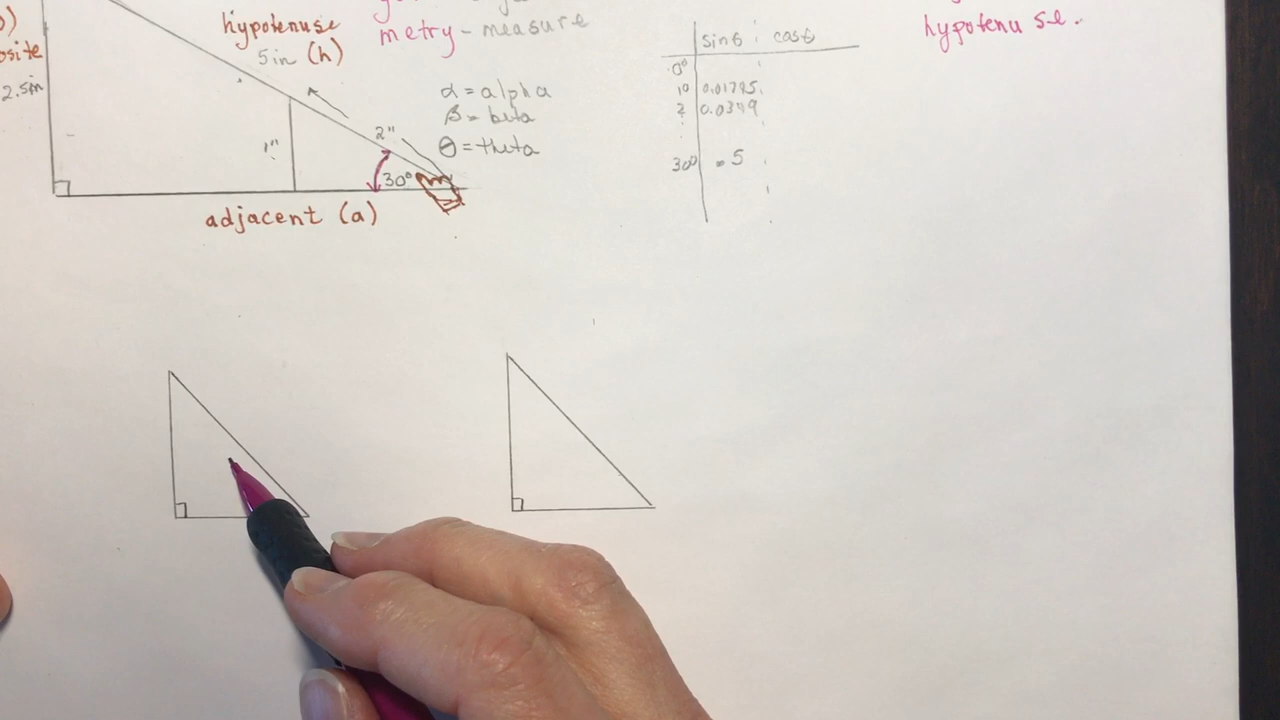 hypotenuse
5in (h)
osite
2.5in
1"
2"
30°
adjacent (a)
metry - measure
α = alpha
β = beta
θ = theta
sinθ cosθ
0°
10 0.01745
2 0.0349
30° .5
hypotenuse.